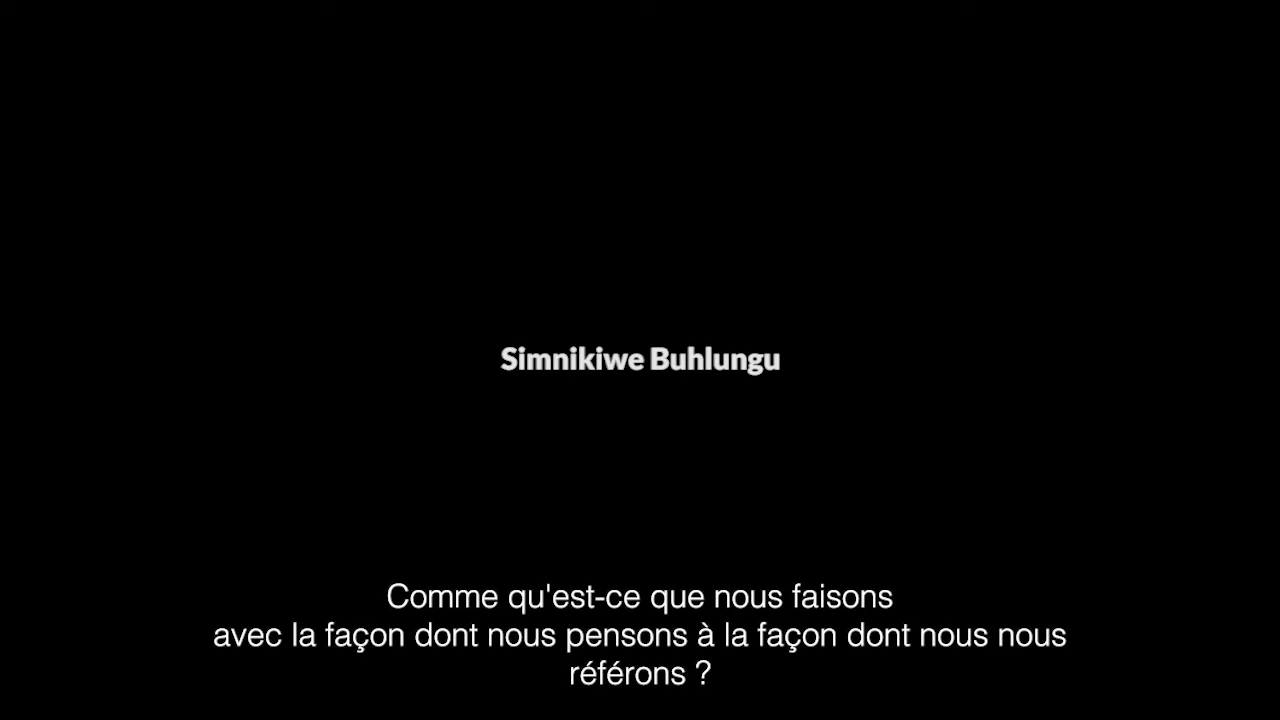 Simnikiwe Buhlungu
Comme qu'est-ce que nous faisons
avec la façon dont nous pensons à la façon dont nous nous
référons ?